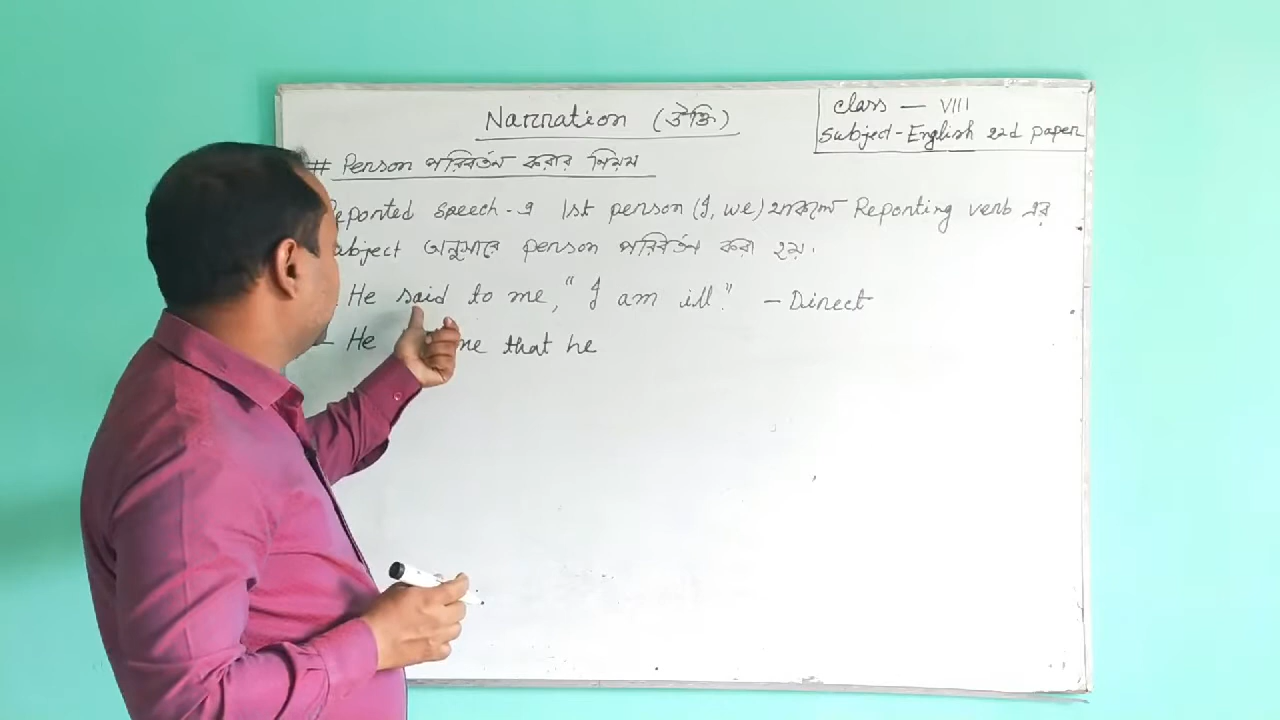 Narration (উক্তি)
class — VIII
Subject-English 22d paper
# Person পরিবর্তন করার নিয়ম
Reported speech-এ 1st person (I, we) থাকলে Reporting verb এর
subject অনুসারে person পরিবর্তন করা হয়.
He said to me, "I am ill." — Direct
He me that he